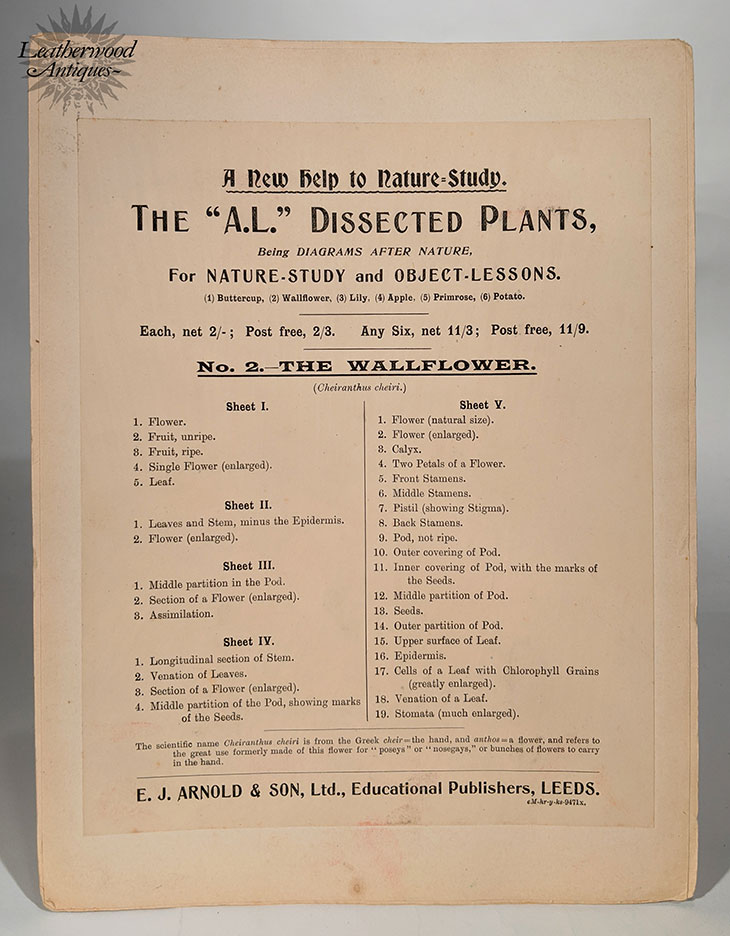 Leatherwood
Antiques~
A New Help to Nature-Study.
THE "A.L." DISSECTED PLANTS,
Being DIAGRAMS AFTER NATURE,
For NATURE-STUDY and OBJECT-LESSONS.
(1) Buttercup, (2) Wallflower, (3) Lily, (4) Apple, (5) Primrose, (6) Potato.
Each, net 2/-; Post free, 2/3. Any Six, net 11/3; Post free, 11/9.
No. 2.—THE WALLFLOWER.
(Cheiranthus cheiri.)
Sheet I.
1. Flower.
2. Fruit, unripe.
3. Fruit, ripe.
4. Single Flower (enlarged).
5. Leaf.
Sheet II.
1. Leaves and Stem, minus the Epidermis.
2. Flower (enlarged).
Sheet III.
1. Middle partition in the Pod.
2. Section of a Flower (enlarged).
3. Assimilation.
Sheet IV.
1. Longitudinal section of Stem.
2. Venation of Leaves.
3. Section of a Flower (enlarged).
4. Middle partition of the Pod, showing marks
of the Seeds.
Sheet V.
1. Flower (natural size).
2. Flower (enlarged).
3. Calyx.
4. Two Petals of a Flower.
5. Front Stamens.
6. Middle Stamens.
7. Pistil (showing Stigma).
8. Back Stamens.
9. Pod, not ripe.
10. Outer covering of Pod.
11. Inner covering of Pod, with the marks of
the Seeds.
12. Middle partition of Pod.
13. Seeds.
14. Outer partition of Pod.
15. Upper surface of Leaf.
16. Epidermis.
17. Cells of a Leaf with Chlorophyll Grains
(greatly enlarged).
18. Venation of a Leaf.
19. Stomata (much enlarged).
The scientific name Cheiranthus cheiri is from the Greek cheir=the hand, and anthos=a flower, and refers to
the great use formerly made of this flower for "poseys" or "nosegays," or bunches of flowers to carry
in the hand.
E. J. ARNOLD & SON, Ltd., Educational Publishers, LEEDS.
eM-hr-y-ks-9471x.